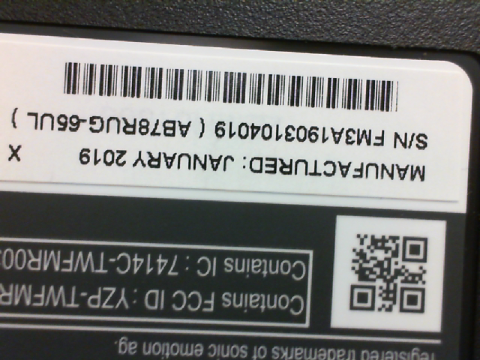 registered trademarks of sonic emotion ag.
Contains FCC ID : YZP-TWFMR
Contains IC : 7414C-TWFMR00
MANUFACTURED : JANUARY 2019 X
S/N FM3A1903104019 ( AB78RUG-65UL )